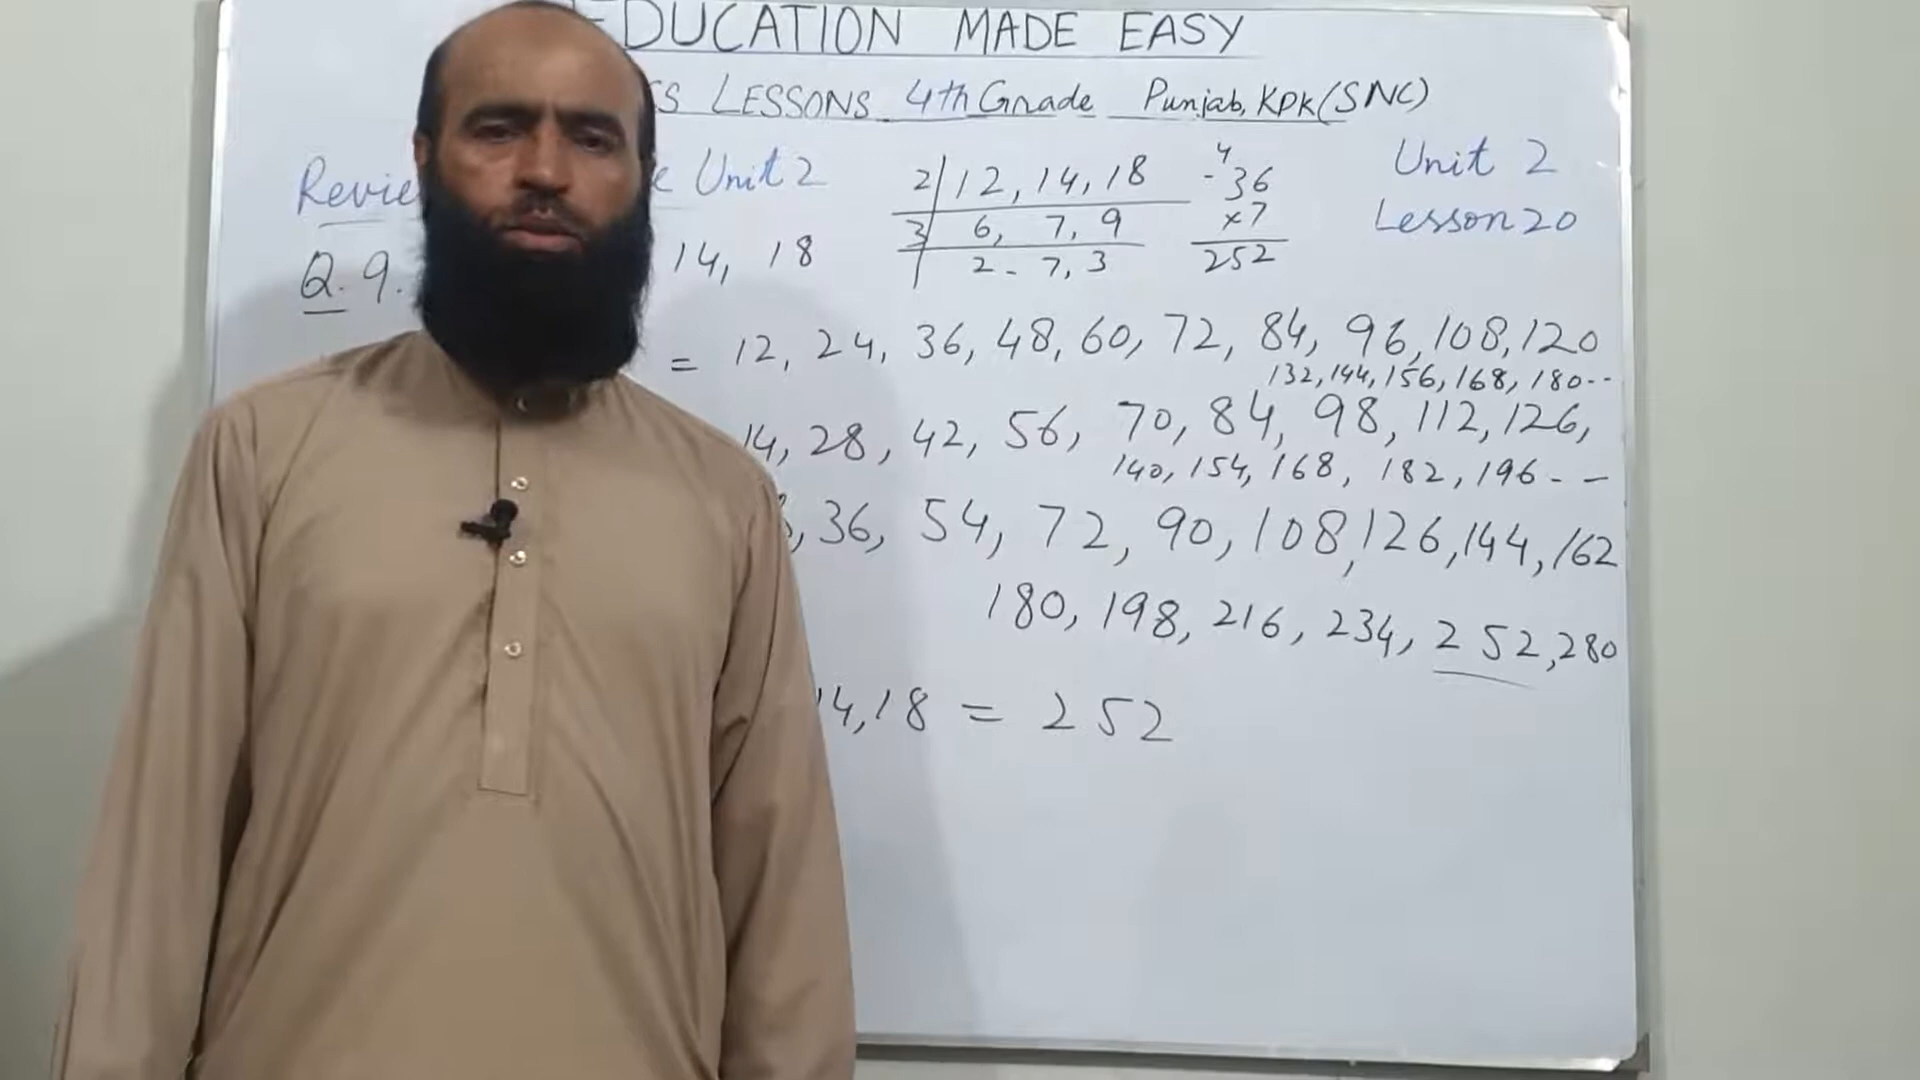 EDUCATION MADE EASY
LESSONS 4th Grade Punjab, KPK (SNC)
Unit 2
Unit 2
Lesson 20
Q.9. 14, 18
2 12, 14, 18
3 6, 7, 9
2 - 7, 3
4
36
×7
252
= 12, 24, 36, 48, 60, 72, 84, 96, 108, 120
132, 144, 156, 168, 180--
14, 28, 42, 56, 70, 84, 98, 112, 126,
140, 154, 168, 182, 196--
, 36, 54, 72, 90, 108, 126, 144, 162
180, 198, 216, 234, 252, 280
14, 18 = 252